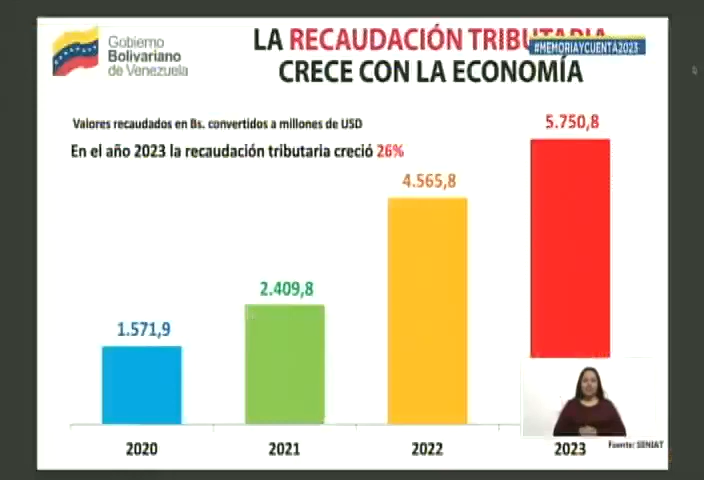 Gobierno
Bolivariano
de Venezuela
LA RECAUDACIÓN TRIBUTARIA
#MEMORIAYCUENTA2023
CRECE CON LA ECONOMÍA
Valores recaudados en Bs. convertidos a millones de USD
En el año 2023 la recaudación tributaria creció 26%
5.750,8
4.565,8
2.409,8
1.571,9
2020
2021
2022
2023
Fuente: SENIAT